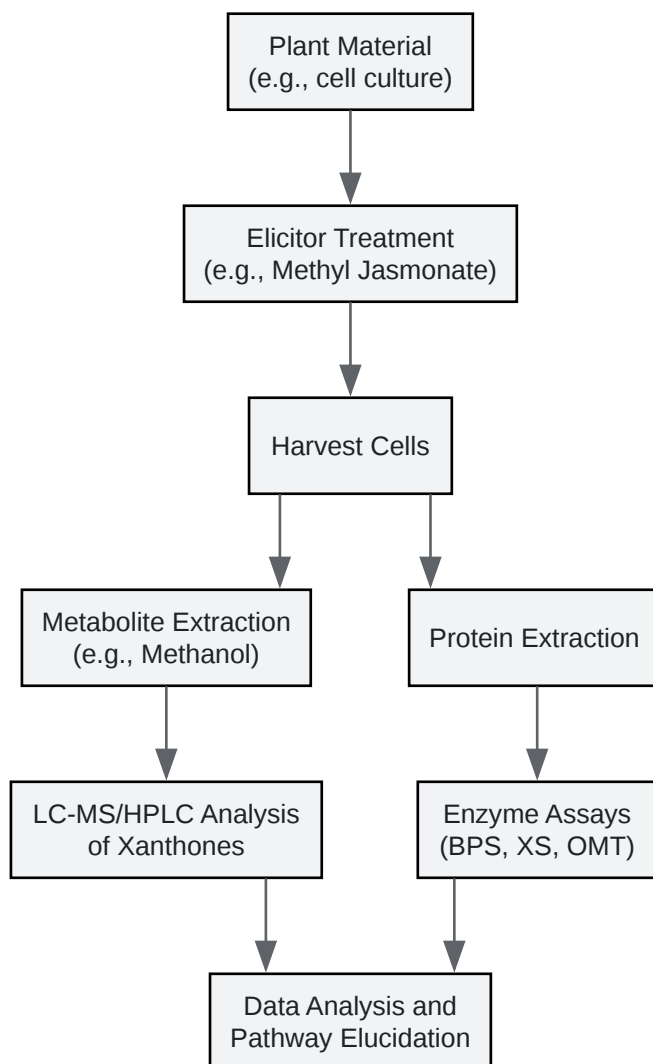 Plant Material
(e.g., cell culture)
Elicitor Treatment
(e.g., Methyl Jasmonate)
Harvest Cells
Metabolite Extraction
(e.g., Methanol)
Protein Extraction
LC-MS/HPLC Analysis
of Xanthones
Enzyme Assays
(BPS, XS, OMT)
Data Analysis and
Pathway Elucidation